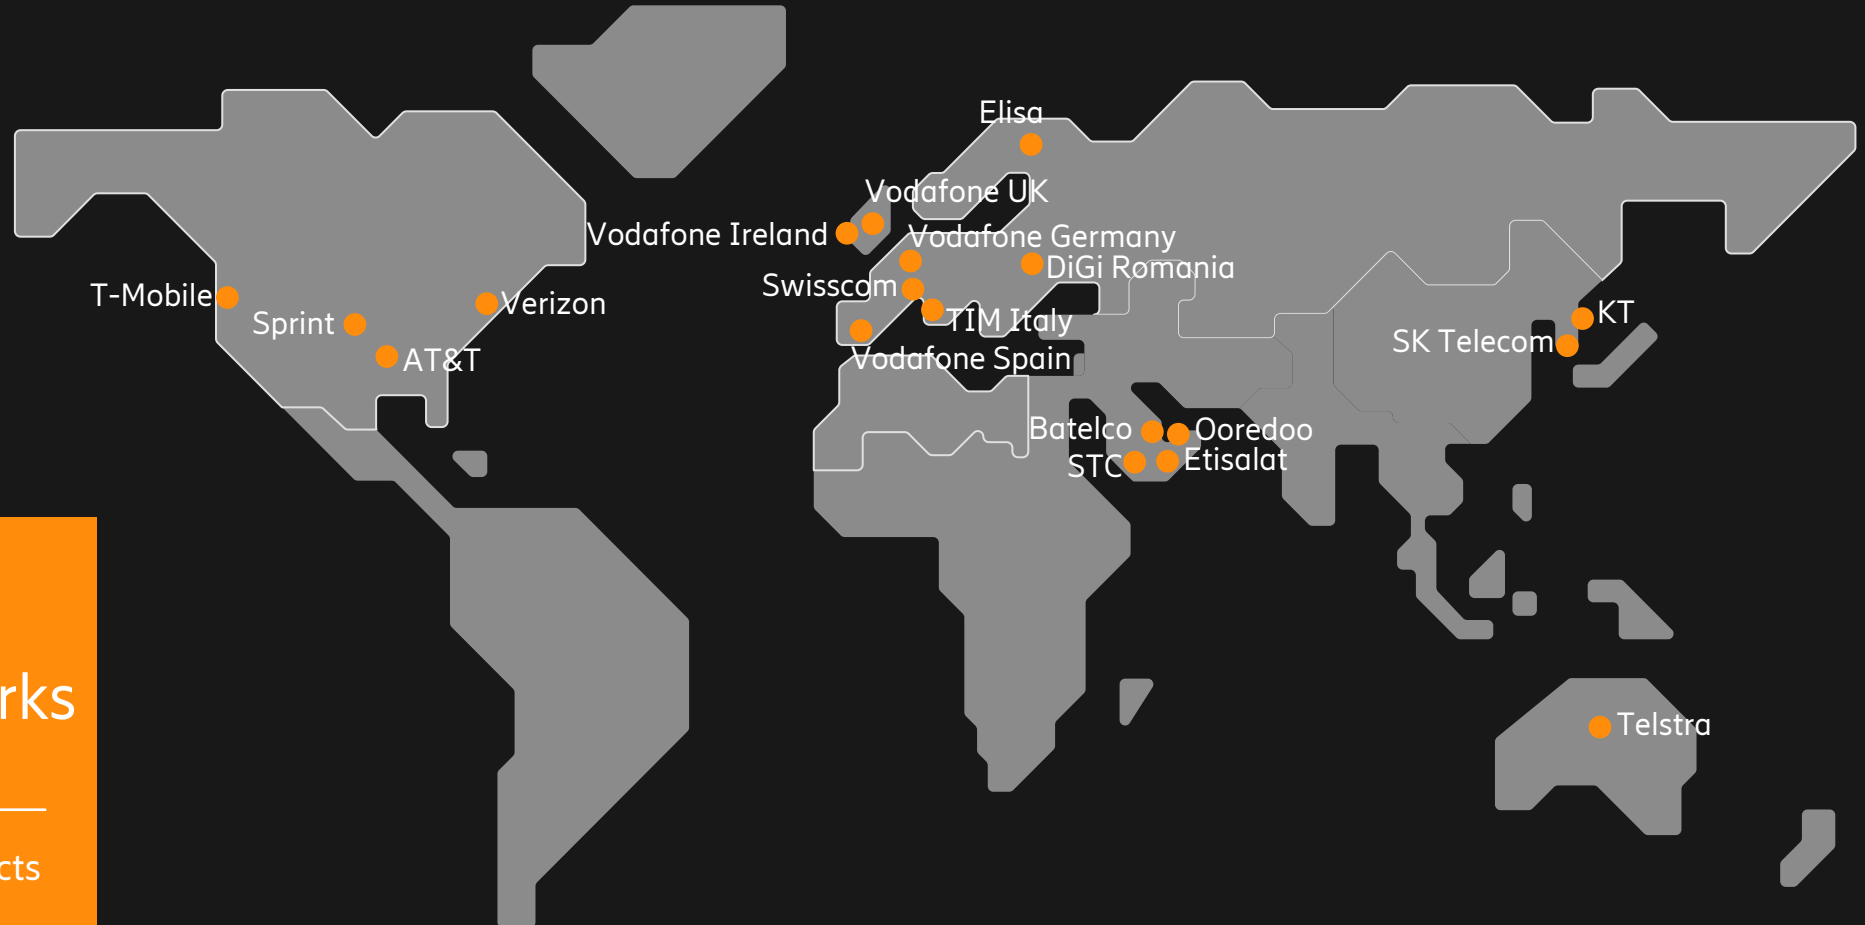 Elisa
Vodafone UK
Vodafone Ireland
Vodafone Germany
DiGi Romania
Swisscom
T-Mobile
Verizon
Sprint
TIM Italy
KT
SK Telecom
AT&T
Vodafone Spain
Batelco
Ooredoo
STC
Etisalat
rks
Telstra
cts